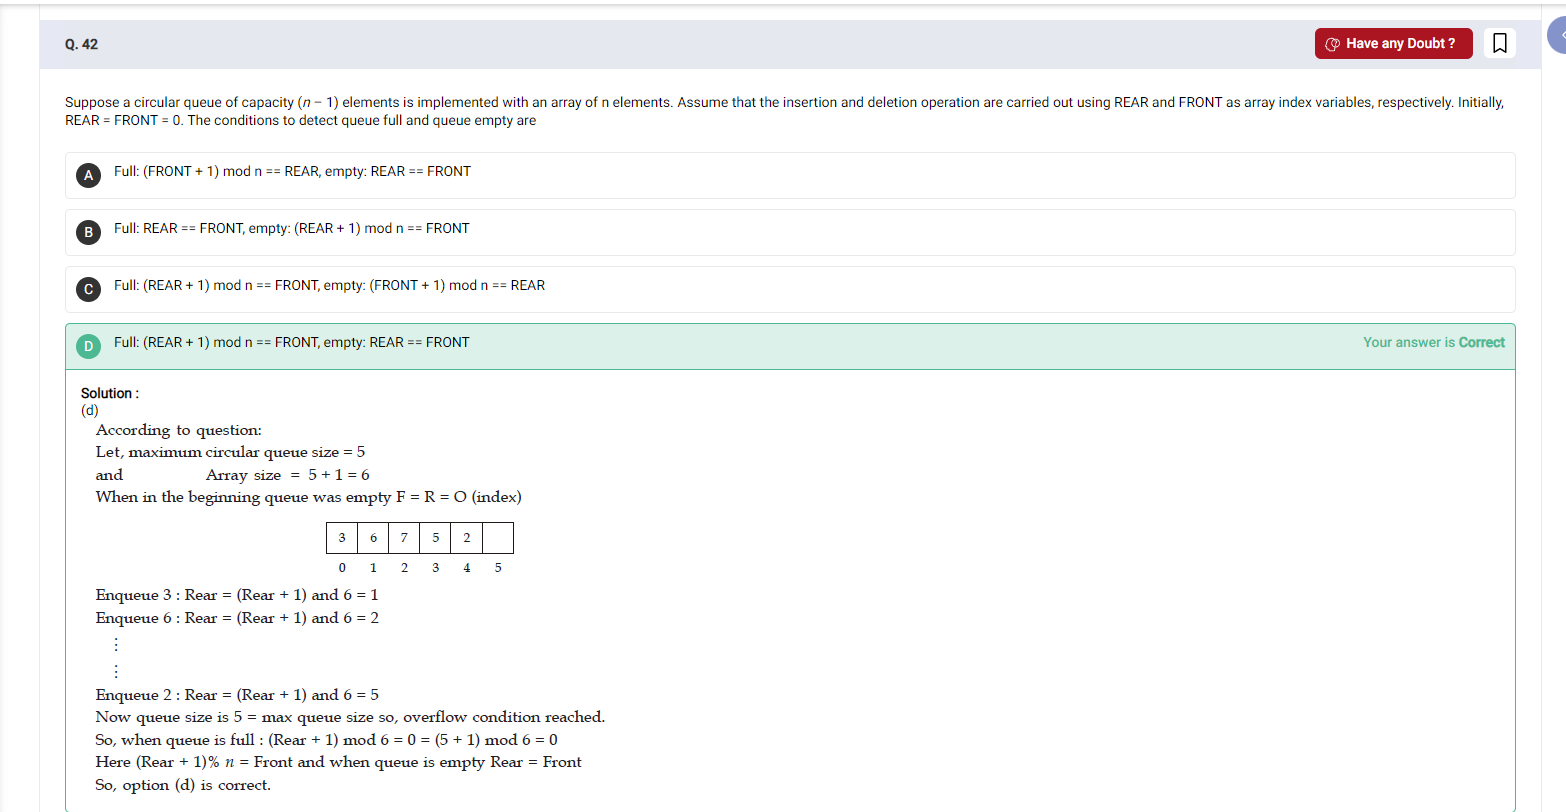 Q. 42
Have any Doubt ?
Suppose a circular queue of capacity (n − 1) elements is implemented with an array of n elements. Assume that the insertion and deletion operation are carried out using REAR and FRONT as array index variables, respectively. Initially,
REAR = FRONT = 0. The conditions to detect queue full and queue empty are
A Full: (FRONT + 1) mod n == REAR, empty: REAR == FRONT
B Full: REAR == FRONT, empty: (REAR + 1) mod n == FRONT
C Full: (REAR + 1) mod n == FRONT, empty: (FRONT + 1) mod n == REAR
D Full: (REAR + 1) mod n == FRONT, empty: REAR == FRONT Your answer is Correct
Solution :
(d)
According to question:
Let, maximum circular queue size = 5
and Array size = 5 + 1 = 6
When in the beginning queue was empty F = R = O (index)
3 6 7 5 2
0 1 2 3 4 5
Enqueue 3 : Rear = (Rear + 1) and 6 = 1
Enqueue 6 : Rear = (Rear + 1) and 6 = 2
⋮
⋮
Enqueue 2 : Rear = (Rear + 1) and 6 = 5
Now queue size is 5 = max queue size so, overflow condition reached.
So, when queue is full : (Rear + 1) mod 6 = 0 = (5 + 1) mod 6 = 0
Here (Rear + 1)% n = Front and when queue is empty Rear = Front
So, option (d) is correct.